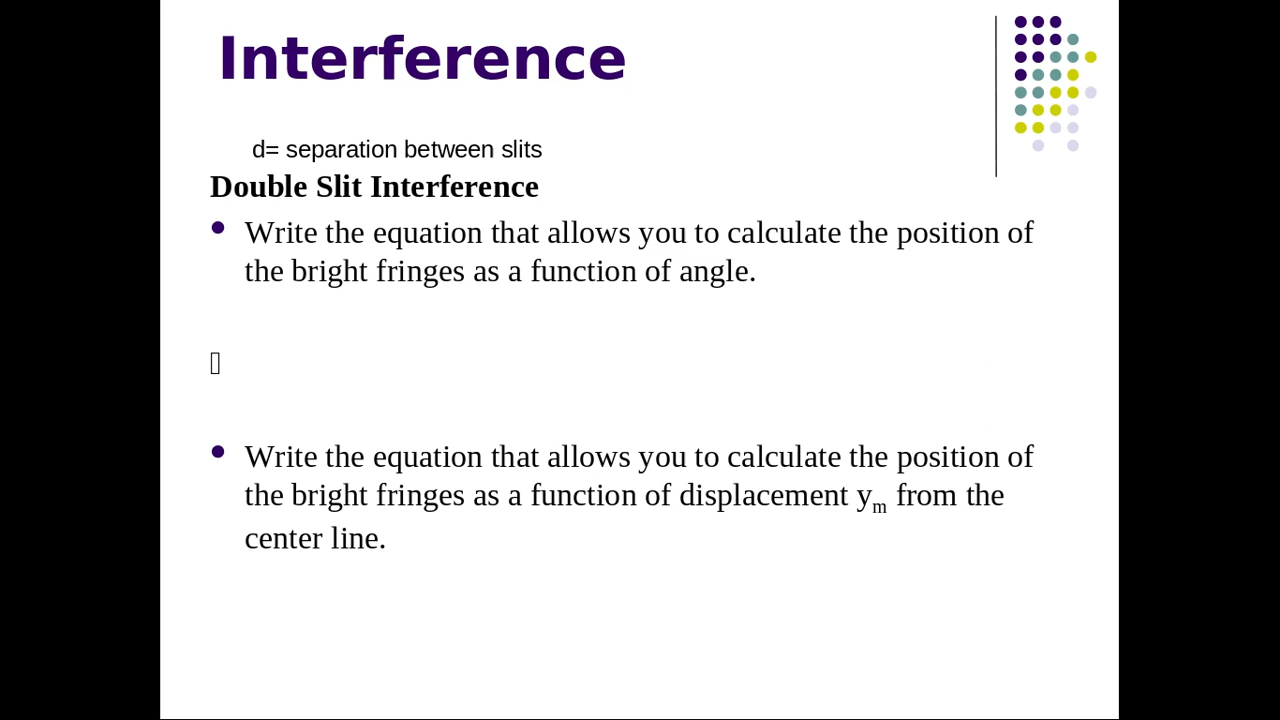 Interference
d= separation between slits
Double Slit Interference
Write the equation that allows you to calculate the position of
the bright fringes as a function of angle.
Write the equation that allows you to calculate the position of
the bright fringes as a function of displacement ym from the
center line.